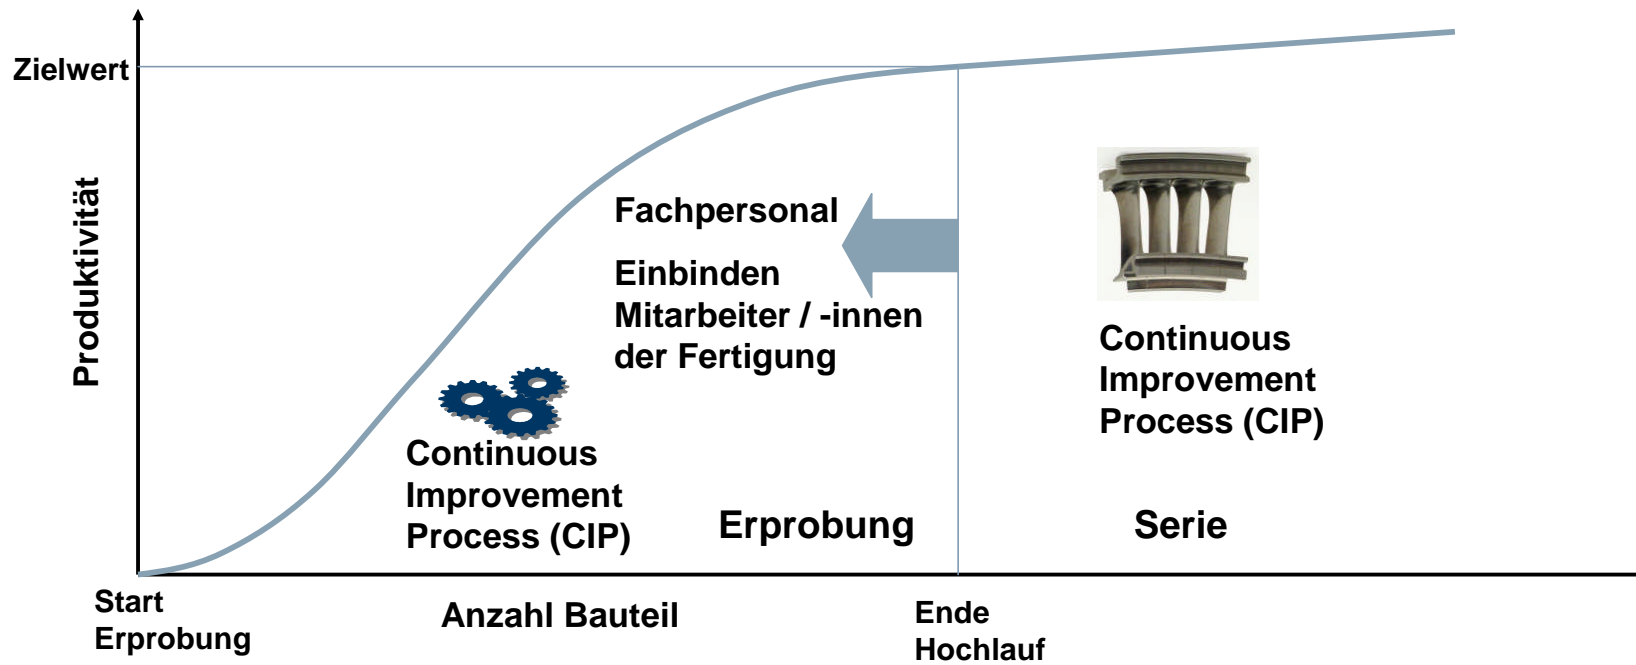 Zielwert
Produktivität
Fachpersonal
Einbinden
Mitarbeiter / -innen
der Fertigung
Continuous
Improvement
Process (CIP)
Continuous
Improvement
Process (CIP)
Erprobung
Serie
Start
Erprobung
Anzahl Bauteil
Ende
Hochlauf